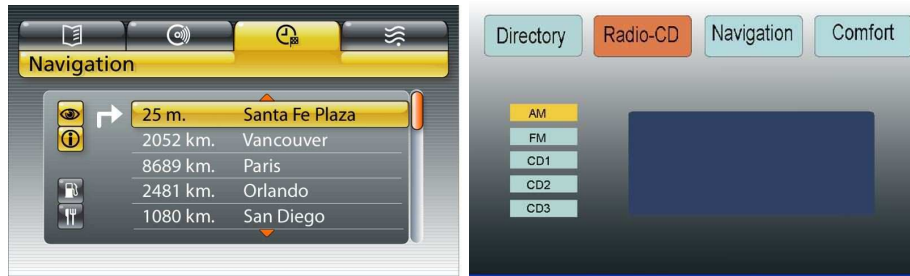 Navigation
25 m. Santa Fe Plaza
2052 km. Vancouver
8689 km. Paris
2481 km. Orlando
1080 km. San Diego
Directory Radio-CD Navigation Comfort
AM
FM
CD1
CD2
CD3